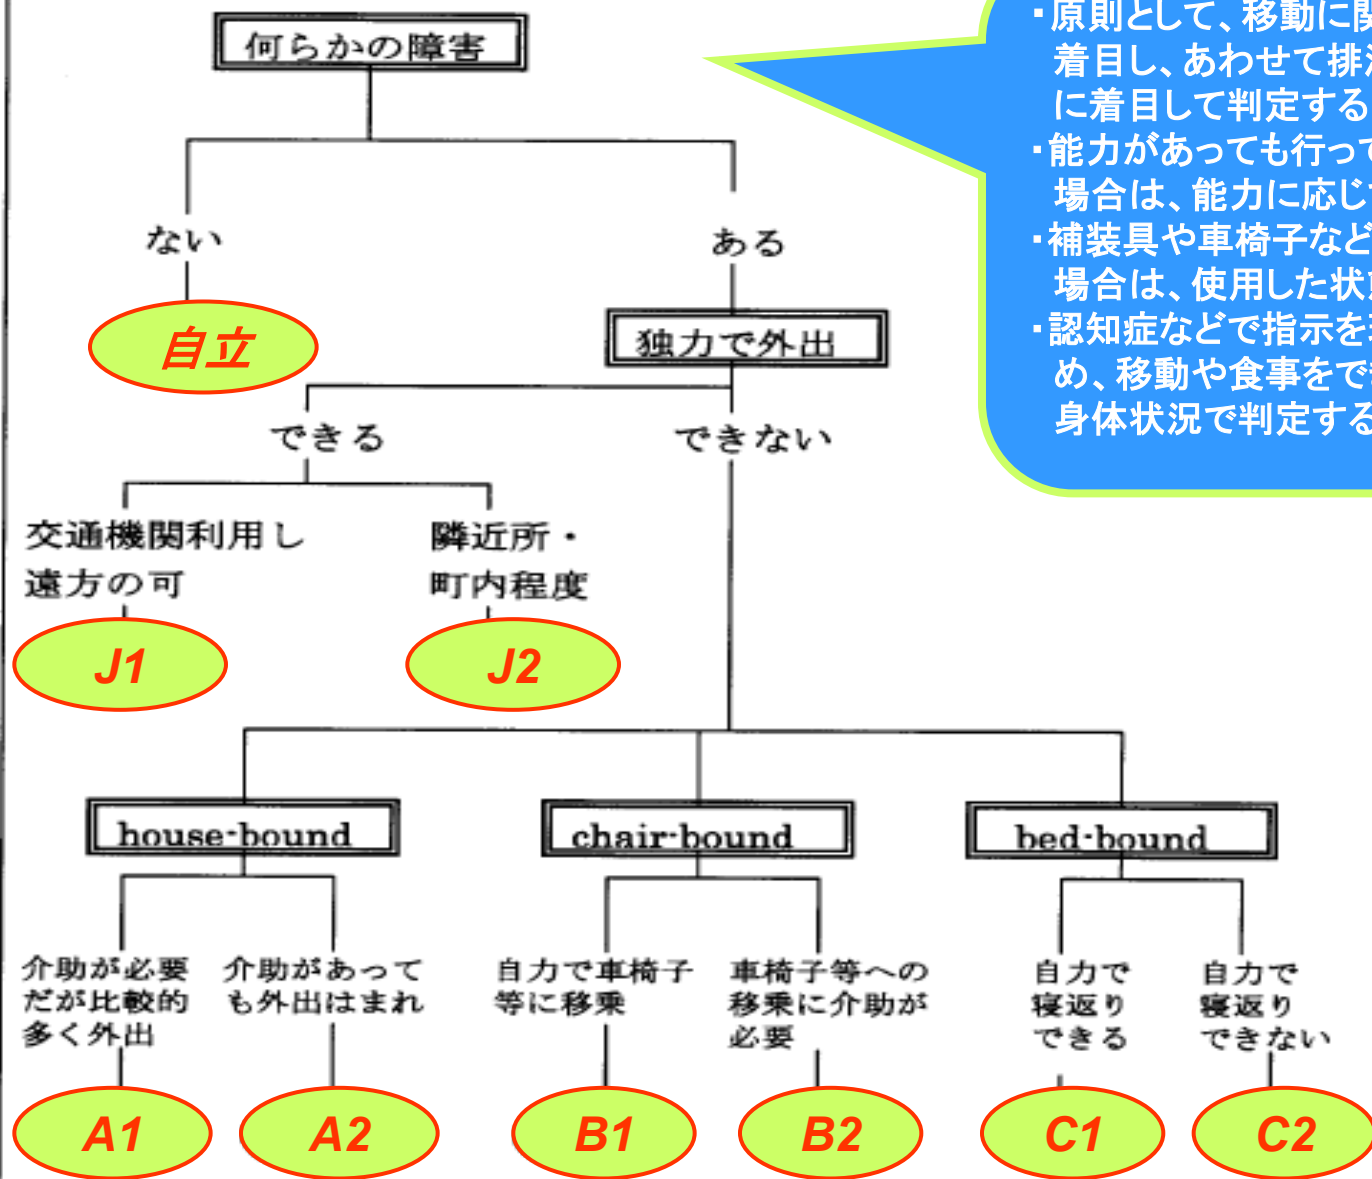 何らかの障害
・原則として、移動に関
着目し、あわせて排
に着目して判定する
・能力があっても行って
場合は、能力に応じ
・補装具や車椅子など
場合は、使用した状
・認知症などで指示を
め、移動や食事をで
身体状況で判定する
ない
ある
自立
独力で外出
できる
できない
交通機関利用し
遠方の可
隣近所・
町内程度
J1
J2
house-bound
chair-bound
bed-bound
介助が必要
だが比較的
多く外出
介助があって
も外出はまれ
自力で車椅子
等に移乗
車椅子等への
移乗に介助が
必要
自力で
寝返り
できる
自力で
寝返り
できない
A1
A2
B1
B2
C1
C2